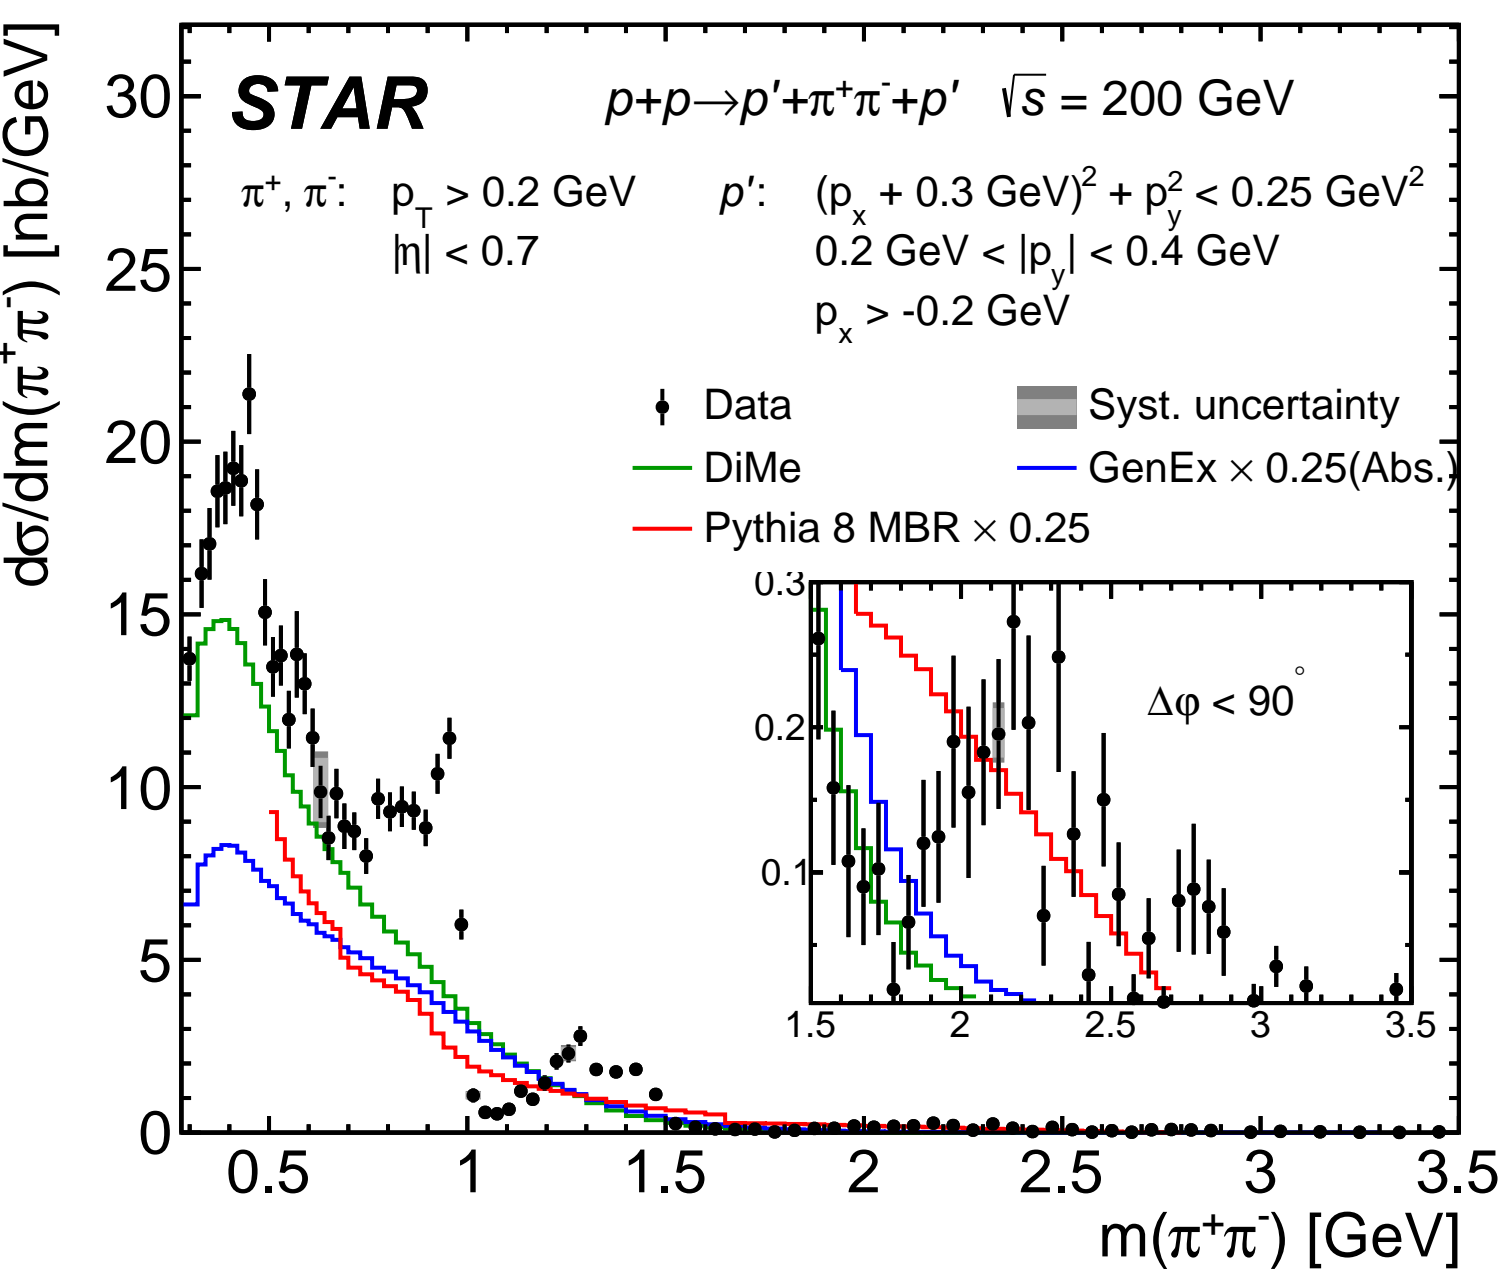 STAR p+p→p′+π⁺π⁻+p′ √s = 200 GeV
π⁺, π⁻: p_T > 0.2 GeV p′: (p_x + 0.3 GeV)² + p_y² < 0.25 GeV²
|η| < 0.7 0.2 GeV < |p_y| < 0.4 GeV
p_x > -0.2 GeV
Data Syst. uncertainty
DiMe GenEx × 0.25(Abs.)
Pythia 8 MBR × 0.25
dσ/dm(π⁺π⁻) [nb/GeV]
30
25
20
15
10
5
0
0.5 1 1.5 2 2.5 3 3.5
m(π⁺π⁻) [GeV]
Δφ < 90°
0.3
0.2
0.1
1.5 2 2.5 3 3.5